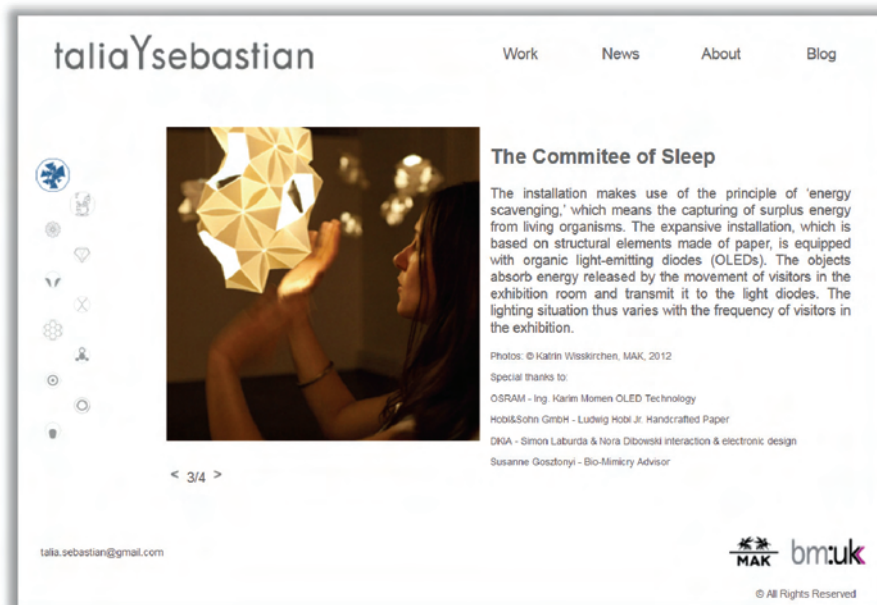 taliaYsebastian
Work News About Blog
The Commitee of Sleep
The installation makes use of the principle of 'energy
scavenging,' which means the capturing of surplus energy
from living organisms. The expansive installation, which is
based on structural elements made of paper, is equipped
with organic light-emitting diodes (OLEDs). The objects
absorb energy released by the movement of visitors in the
exhibition room and transmit it to the light diodes. The
lighting situation thus varies with the frequency of visitors in
the exhibition.
Photos: © Katrin Wisskirchen, MAK, 2012
Special thanks to:
OSRAM - Ing. Karim Momen OLED Technology
Hobl&Sohn GmbH - Ludwig Hobl Jr. Handcrafted Paper
DKIA - Simon Laburda & Nora Dibowski interaction & electronic design
Susanne Gosztonyi - Bio-Mimicry Advisor
< 3/4 >
talia.sebastian@gmail.com
MAK bm:uk
© All Rights Reserved